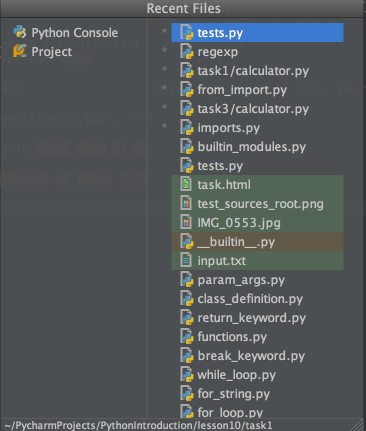 Recent Files
Python Console
Project
* tests.py
* regexp
* task1/calculator.py
* from_import.py
* task3/calculator.py
* imports.py
builtin_modules.py
tests.py
task.html
test_sources_root.png
IMG_0553.jpg
__builtin__.py
input.txt
param_args.py
class_definition.py
return_keyword.py
functions.py
break_keyword.py
while_loop.py
for_string.py
for_loop.py
~/PycharmProjects/PythonIntroduction/lesson10/task1